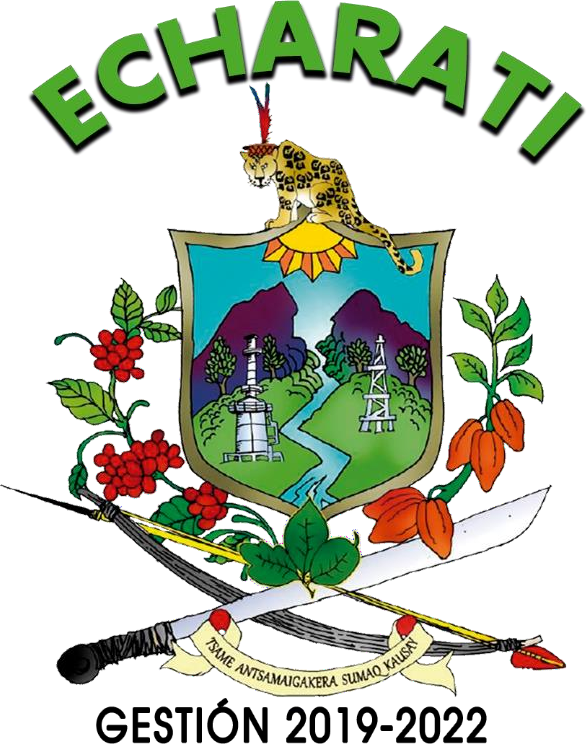 ECHARATI
TSAME ANTSAMAIGAKERA SUMAQ KAUSAY
GESTIÓN 2019-2022